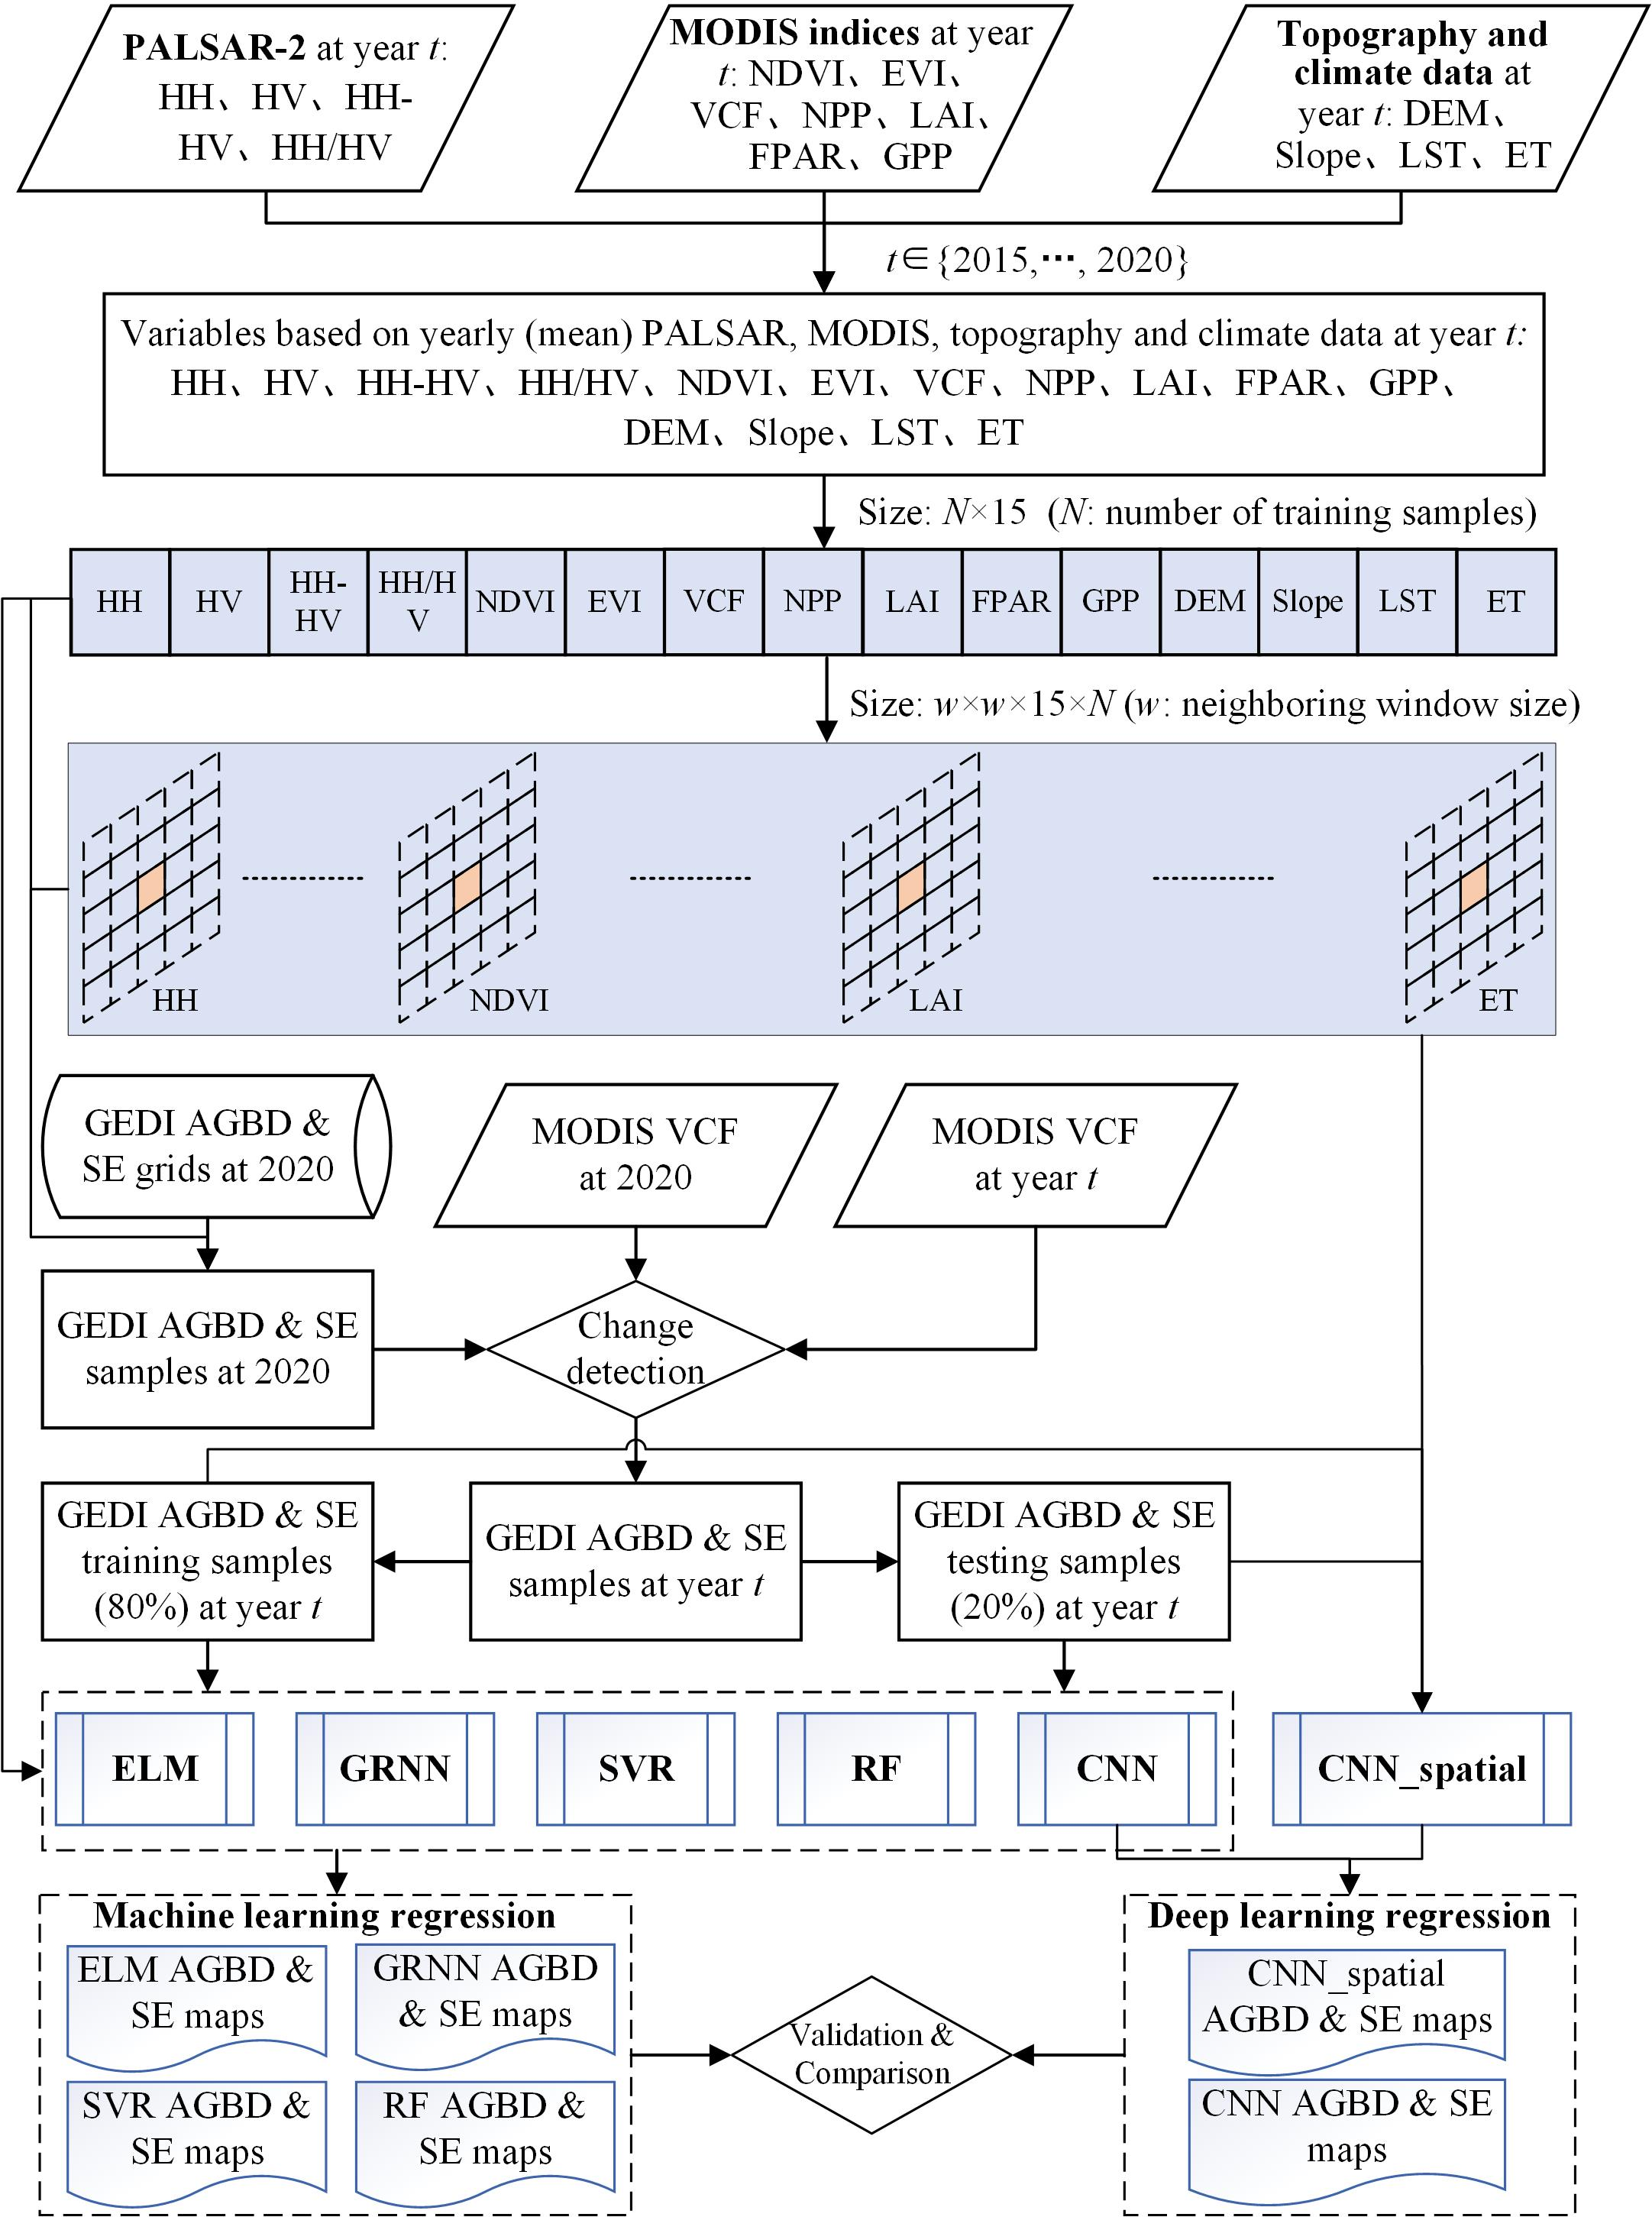 PALSAR-2 at year t:
HH、HV、HH-
HV、HH/HV
MODIS indices at year
t: NDVI、EVI、
VCF、NPP、LAI、
FPAR、GPP
Topography and
climate data at
year t: DEM、
Slope、LST、ET
t∈{2015,⋯, 2020}
Variables based on yearly (mean) PALSAR, MODIS, topography and climate data at year t:
HH、HV、HH-HV、HH/HV、NDVI、EVI、VCF、NPP、LAI、FPAR、GPP、
DEM、Slope、LST、ET
Size: N×15 (N: number of training samples)
HH
HV
HH-
HV
HH/H
V
NDVI
EVI
VCF
NPP
LAI
FPAR
GPP
DEM
Slope
LST
ET
Size: w×w×15×N (w: neighboring window size)
HH
NDVI
LAI
ET
GEDI AGBD &
SE grids at 2020
MODIS VCF
at 2020
MODIS VCF
at year t
GEDI AGBD & SE
samples at 2020
Change
detection
GEDI AGBD & SE
training samples
(80%) at year t
GEDI AGBD & SE
samples at year t
GEDI AGBD & SE
testing samples
(20%) at year t
ELM
GRNN
SVR
RF
CNN
CNN_spatial
Machine learning regression
ELM AGBD &
SE maps
GRNN AGBD
& SE maps
SVR AGBD &
SE maps
RF AGBD &
SE maps
Validation &
Comparison
Deep learning regression
CNN_spatial
AGBD & SE maps
CNN AGBD & SE
maps